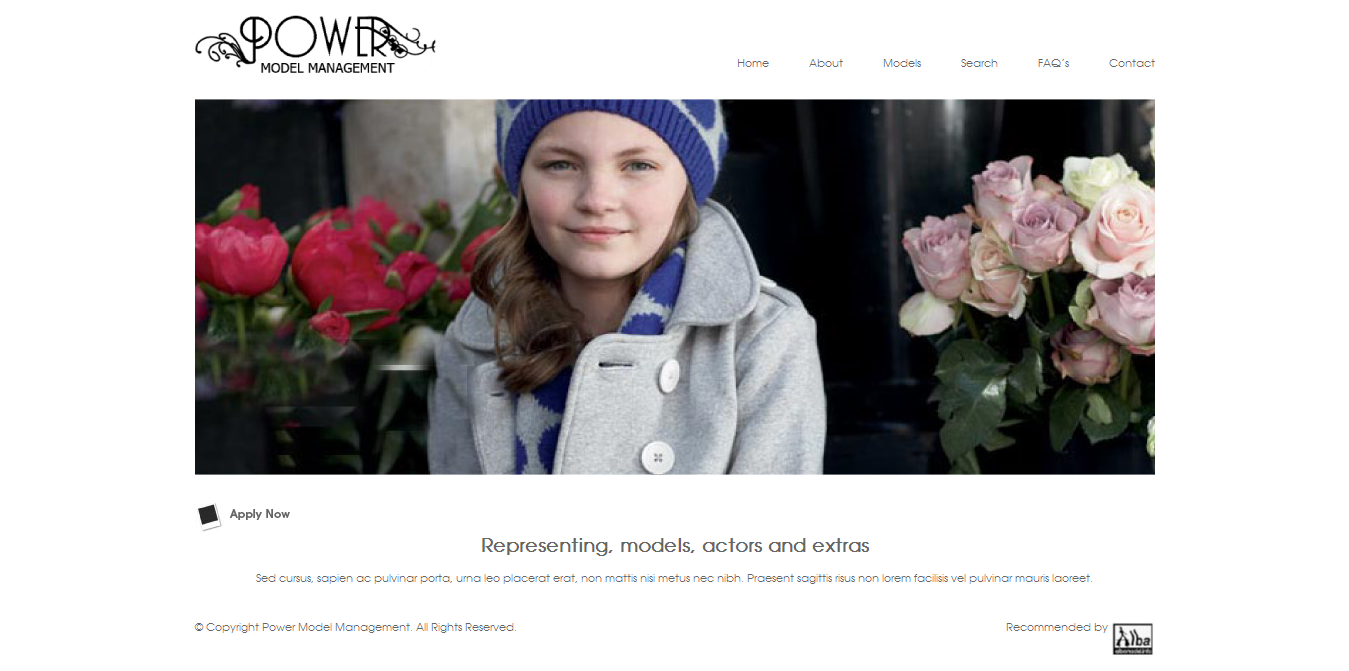 POWER
MODEL MANAGEMENT
Home About Models Search FAQ's Contact
Apply Now
Representing, models, actors and extras
Sed cursus, sapien ac pulvinar porta, urna leo placerat erat, non mattis nisi metus nec nibh. Praesent sagittis risus non lorem facilisis vel pulvinar mauris laoreet.
© Copyright Power Model Management. All Rights Reserved.
Recommended by Alba